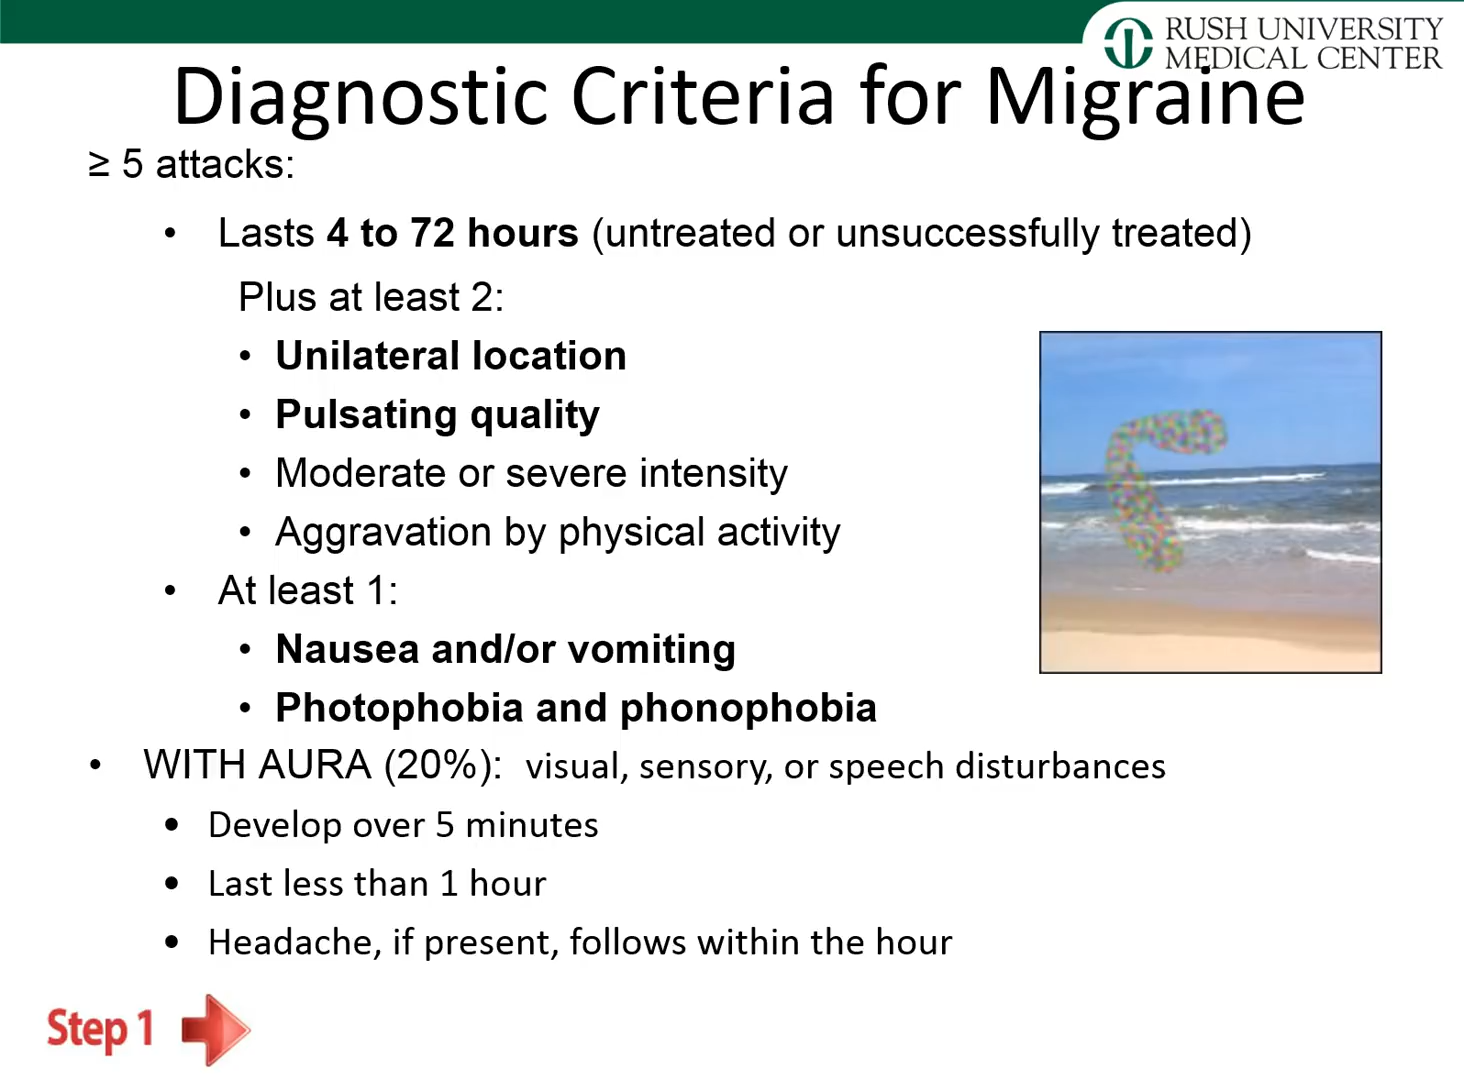 RUSH UNIVERSITY
MEDICAL CENTER
Diagnostic Criteria for Migraine
≥ 5 attacks:
• Lasts 4 to 72 hours (untreated or unsuccessfully treated)
Plus at least 2:
• Unilateral location
• Pulsating quality
• Moderate or severe intensity
• Aggravation by physical activity
• At least 1:
• Nausea and/or vomiting
• Photophobia and phonophobia
• WITH AURA (20%): visual, sensory, or speech disturbances
• Develop over 5 minutes
• Last less than 1 hour
• Headache, if present, follows within the hour
Step 1